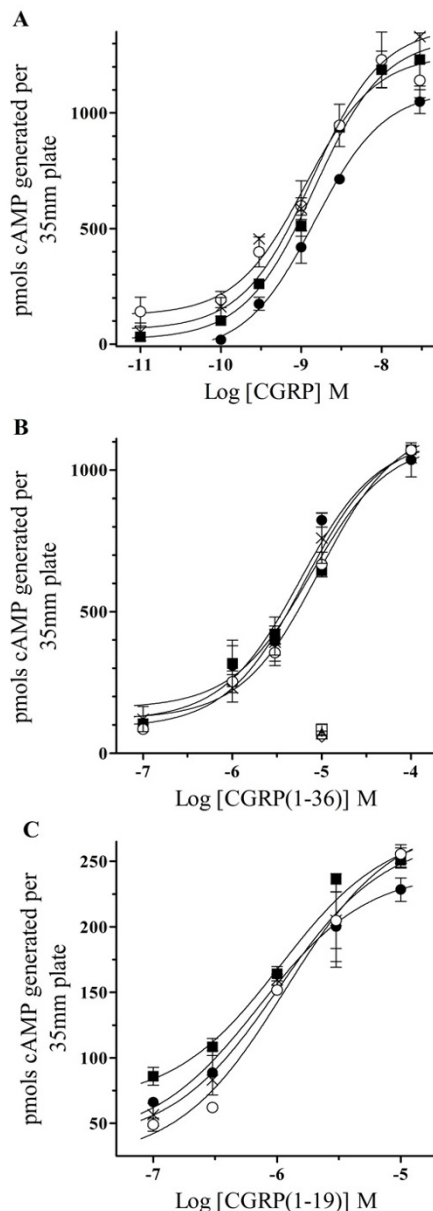 A
pmols cAMP generated per
35mm plate
1000
500
0
-11 -10 -9 -8
Log [CGRP] M
B
pmols cAMP generated per
35mm plate
1000
500
0
-7 -6 -5 -4
Log [CGRP(1-36)] M
C
pmols cAMP generated per
35mm plate
250
200
150
100
50
-7 -6 -5
Log [CGRP(1-19)] M